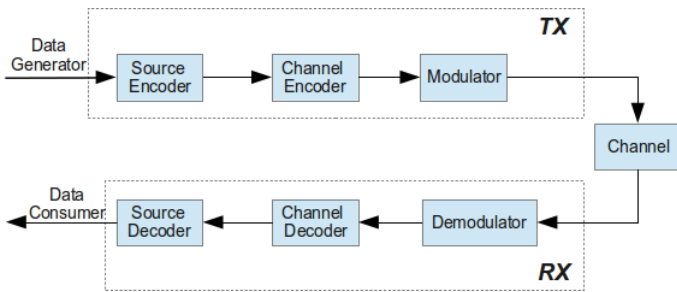 TX
Data
Generator
Source
Encoder
Channel
Encoder
Modulator
Channel
Data
Consumer
Source
Decoder
Channel
Decoder
Demodulator
RX